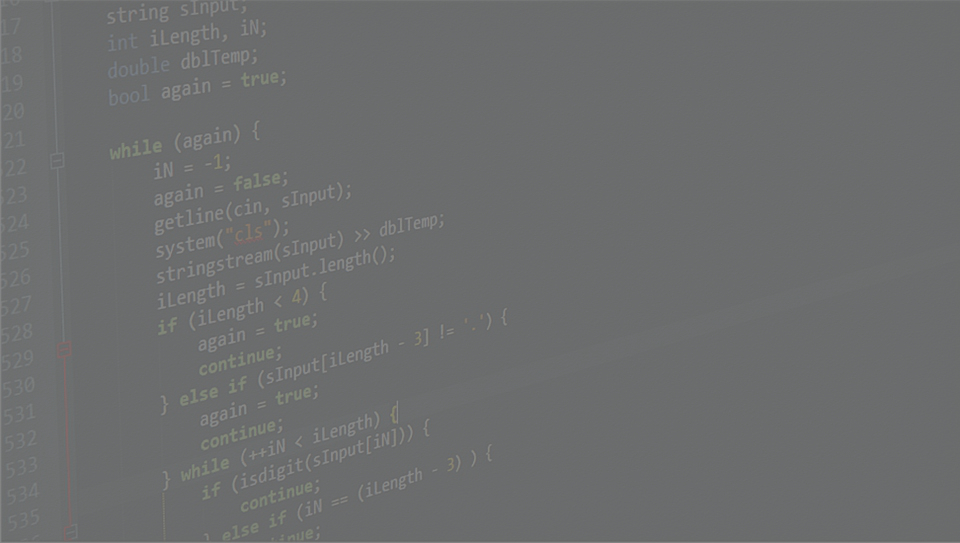 17 string sInput;
18 int iLength, iN;
19 double dblTemp;
20 bool again = true;
21
22 while (again) {
23 iN = -1;
524 again = false;
525 getline(cin, sInput);
526 system("cls");
527 stringstream(sInput) >> dblTemp;
528 iLength = sInput.length();
529 if (iLength < 4) {
530 again = true;
531 continue;
532 } else if (sInput[iLength - 3] != '.') {
533 again = true;
534 continue;
535 } while (++iN < iLength) {
if (isdigit(sInput[iN])) {
continue;
} else if (iN == (iLength - 3) ) {